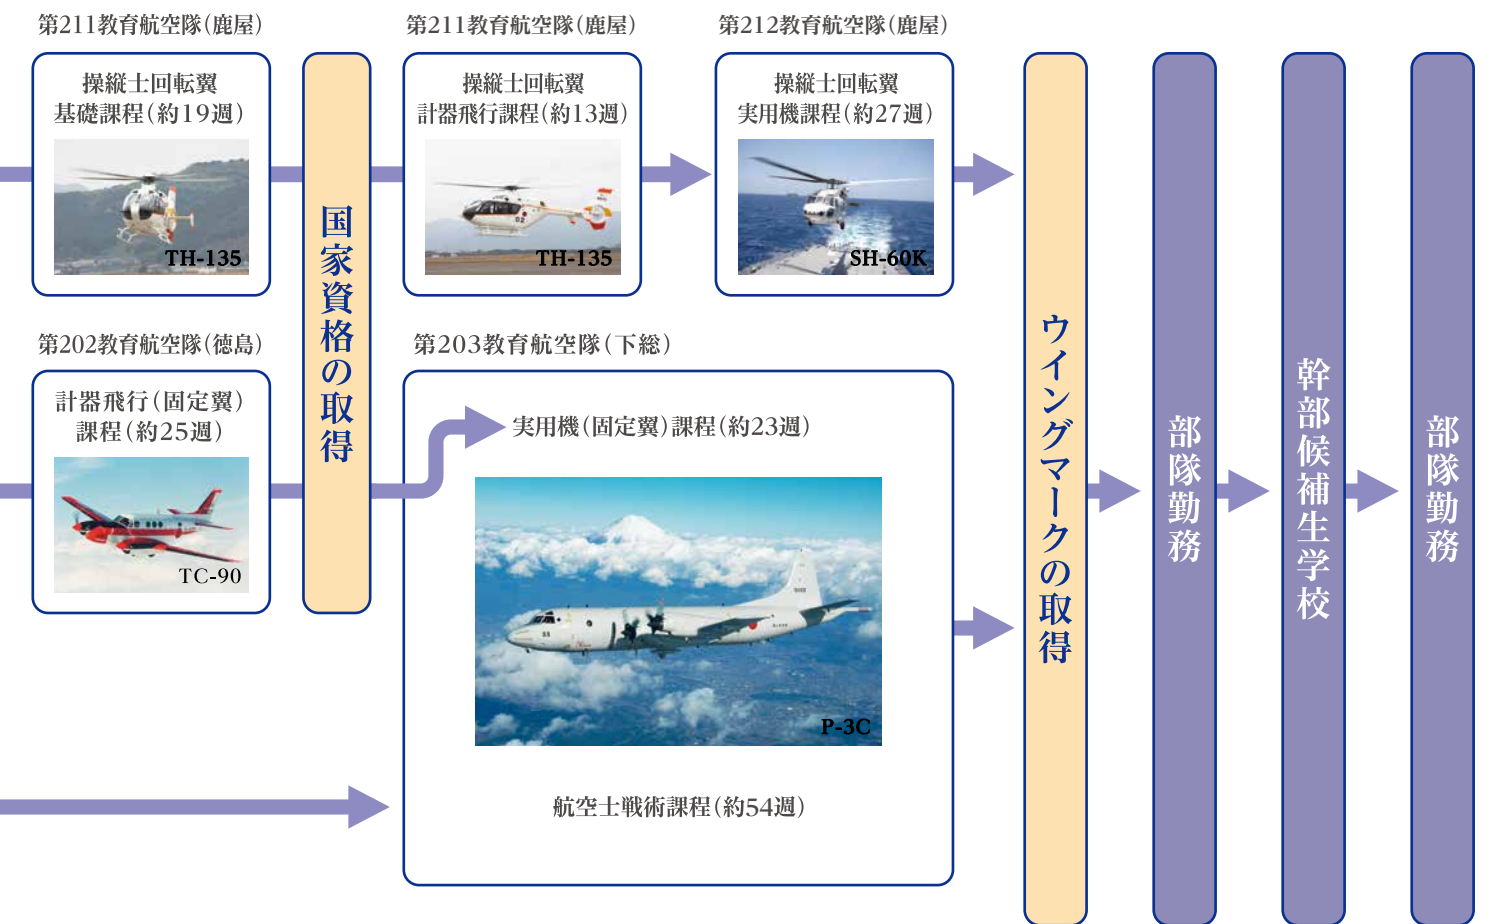 第211教育航空隊(鹿屋)
操縦士回転翼
基礎課程(約19週)
TH-135
国家資格の取得
第211教育航空隊(鹿屋)
操縦士回転翼
計器飛行課程(約13週)
TH-135
第212教育航空隊(鹿屋)
操縦士回転翼
実用機課程(約27週)
SH-60K
第202教育航空隊(徳島)
計器飛行(固定翼)
課程(約25週)
TC-90
第203教育航空隊(下総)
実用機(固定翼)課程(約23週)
P-3C
航空士戦術課程(約54週)
ウイングマークの取得
部隊勤務
幹部候補生学校
部隊勤務